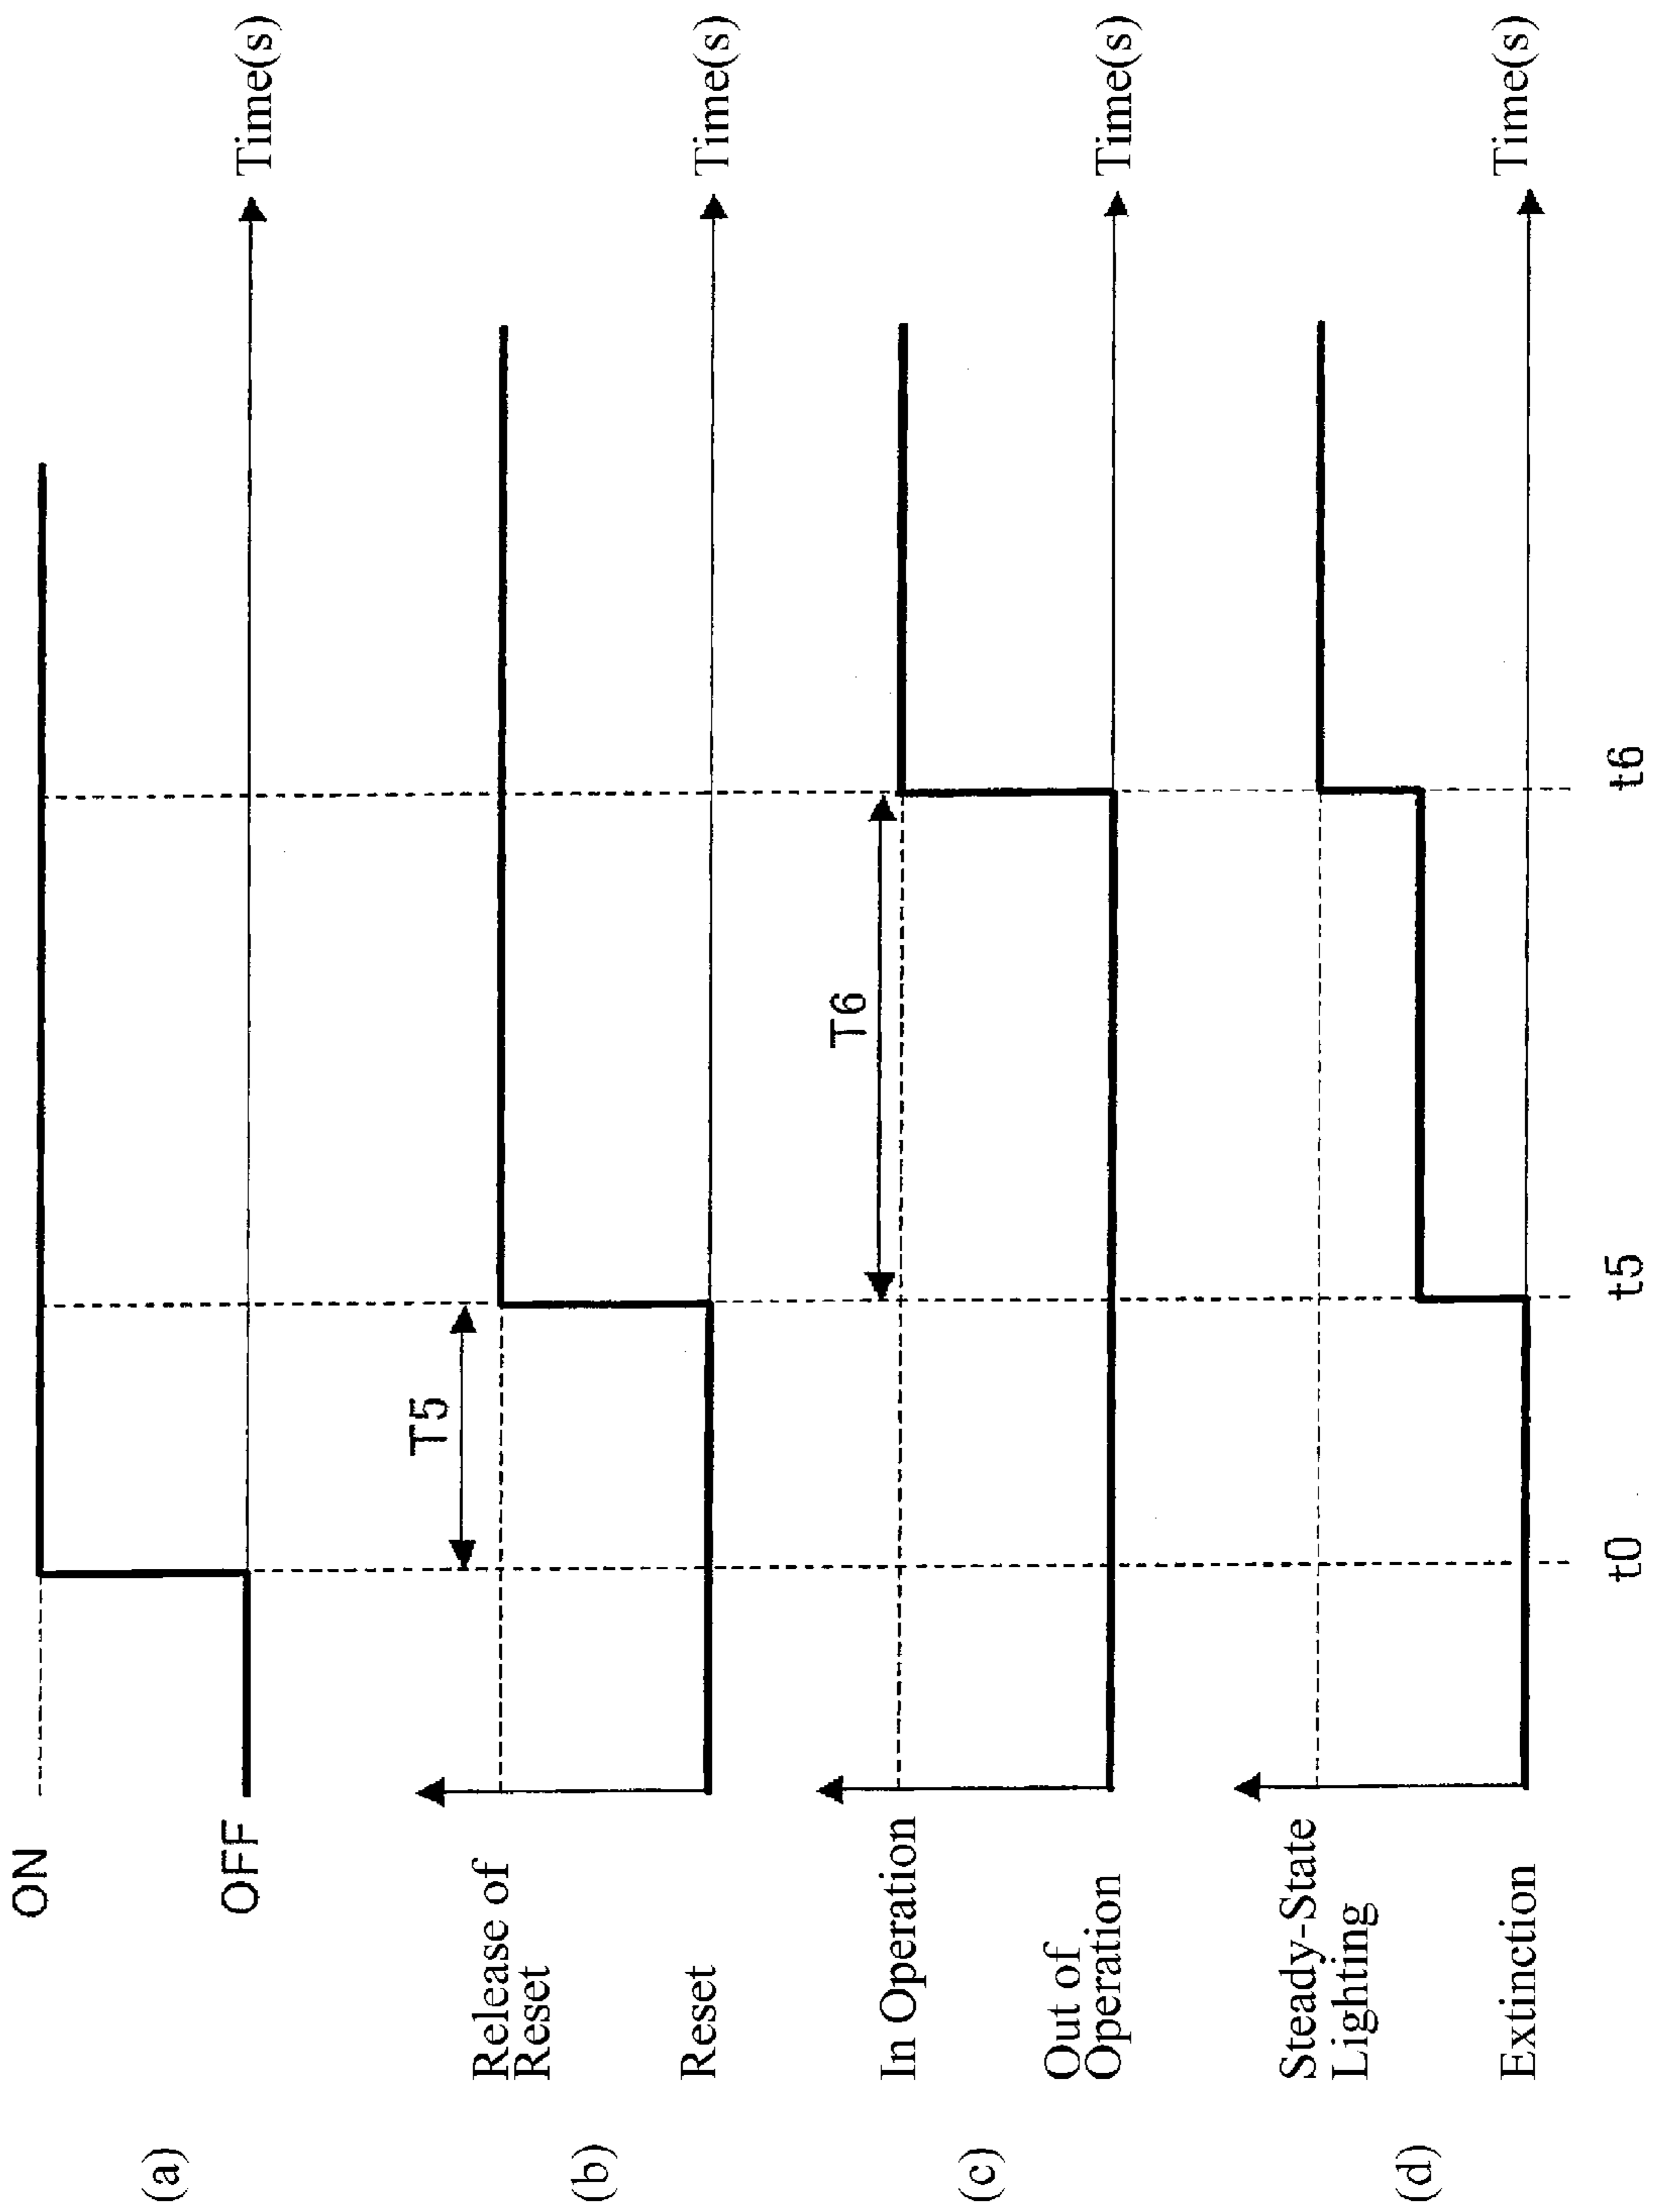 (a)
ON
OFF
Time(s)
(b)
Release of
Reset
Reset
T5
Time(s)
(c)
In Operation
Out of
Operation
T6
Time(s)
(d)
Steady-State
Lighting
Extinction
Time(s)
t0
t5
t6